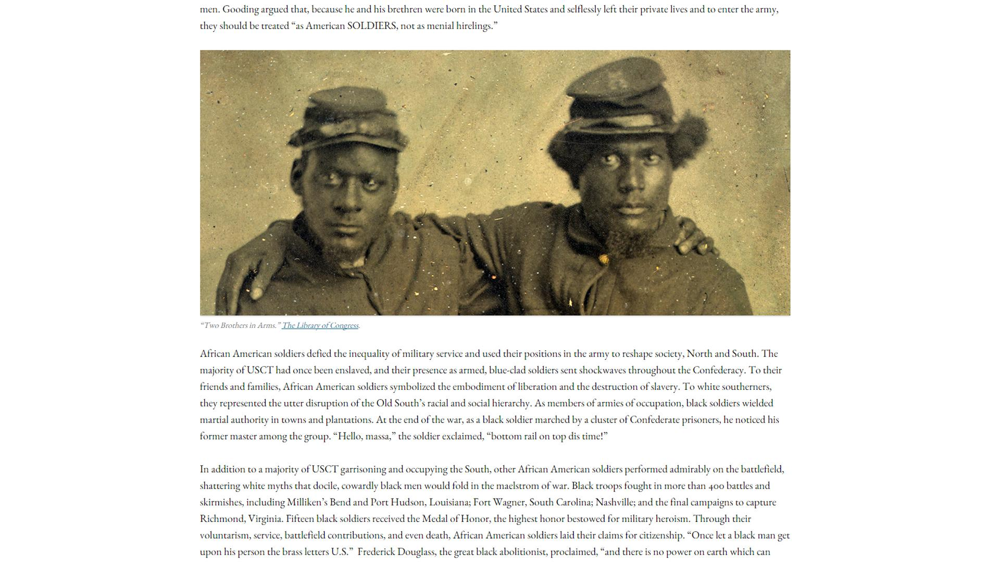 men. Gooding argued that, because he and his brethren were born in the United States and selflessly left their private lives and to enter the army,
they should be treated “as American SOLDIERS, not as menial hirelings.”
“Two Brothers in Arms.” The Library of Congress.
African American soldiers defied the inequality of military service and used their positions in the army to reshape society, North and South. The
majority of USCT had once been enslaved, and their presence as armed, blue-clad soldiers sent shockwaves throughout the Confederacy. To their
friends and families, African American soldiers symbolized the embodiment of liberation and the destruction of slavery. To white southerners,
they represented the utter disruption of the Old South’s racial and social hierarchy. As members of armies of occupation, black soldiers wielded
martial authority in towns and plantations. At the end of the war, as a black soldier marched by a cluster of Confederate prisoners, he noticed his
former master among the group. “Hello, massa,” the soldier exclaimed, “bottom rail on top dis time!”
In addition to a majority of USCT garrisoning and occupying the South, other African American soldiers performed admirably on the battlefield,
shattering white myths that docile, cowardly black men would fold in the maelstrom of war. Black troops fought in more than 400 battles and
skirmishes, including Milliken’s Bend and Port Hudson, Louisiana; Fort Wagner, South Carolina; Nashville; and the final campaigns to capture
Richmond, Virginia. Fifteen black soldiers received the Medal of Honor, the highest honor bestowed for military heroism. Through their
voluntarism, service, battlefield contributions, and even death, African American soldiers laid their claims for citizenship. “Once let a black man get
upon his person the brass letters U.S.” Frederick Douglass, the great black abolitionist, proclaimed, “and there is no power on earth which can